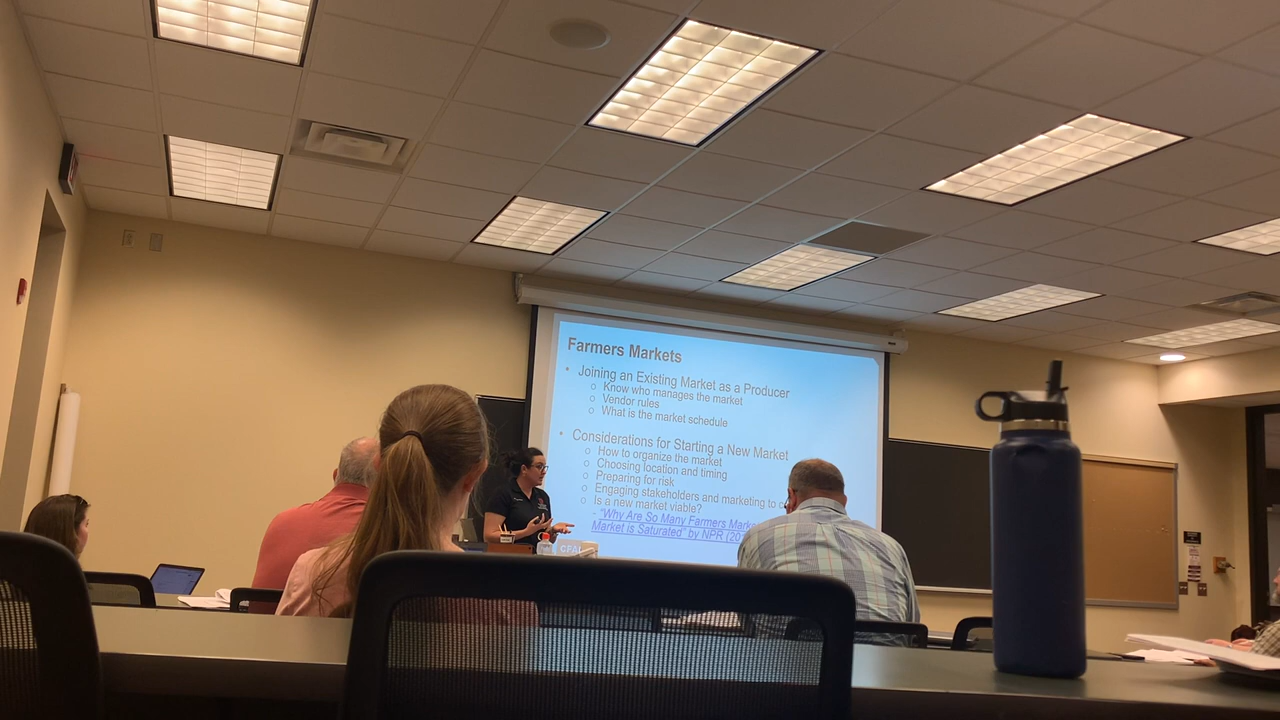 Farmers Markets
• Joining an Existing Market as a Producer
○ Know who manages the market
○ Vendor rules
○ What is the market schedule
• Considerations for Starting a New Market
○ How to organize the market
○ Choosing location and timing
○ Preparing for risk
○ Engaging stakeholders and marketing to
○ Is a new market viable?
- "Why Are So Many Farmers
Market is Saturated" by NPR